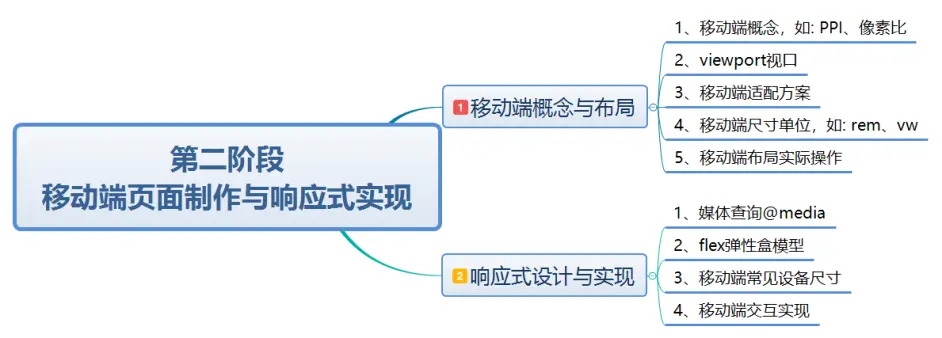 第二阶段
移动端页面制作与响应式实现
1 移动端概念与布局
1、移动端概念，如: PPI、像素比
2、viewport视口
3、移动端适配方案
4、移动端尺寸单位，如: rem、vw
5、移动端布局实际操作
2 响应式设计与实现
1、媒体查询@media
2、flex弹性盒模型
3、移动端常见设备尺寸
4、移动端交互实现